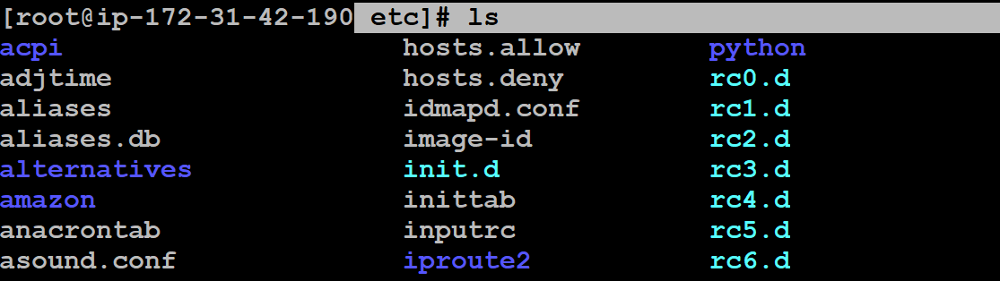 [root@ip-172-31-42-190 etc]# ls
acpi hosts.allow python
adjtime hosts.deny rc0.d
aliases idmapd.conf rc1.d
aliases.db image-id rc2.d
alternatives init.d rc3.d
amazon inittab rc4.d
anacrontab inputrc rc5.d
asound.conf iproute2 rc6.d